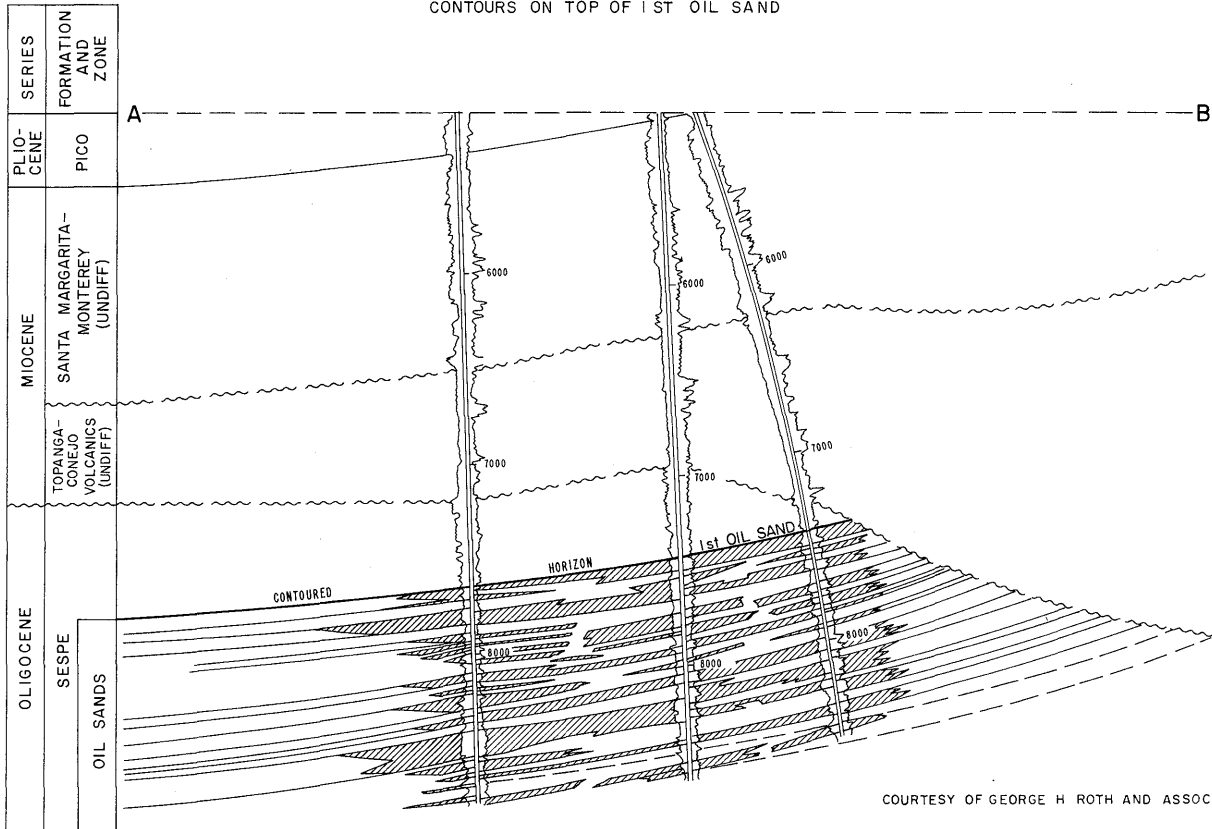 CONTOURS ON TOP OF 1ST OIL SAND
SERIES
FORMATION
AND
ZONE
A
B
PLIO-
CENE
PICO
MIOCENE
SANTA MARGARITA-
MONTEREY
(UNDIFF)
TOPANGA-
CONEJO
VOLCANICS
(UNDIFF)
OLIGOCENE
SESPE
OIL SANDS
6000
6000
6000
7000
7000
7000
1st OIL SAND
HORIZON
CONTOURED
8000
8000
8000
COURTESY OF GEORGE H ROTH AND ASSOC